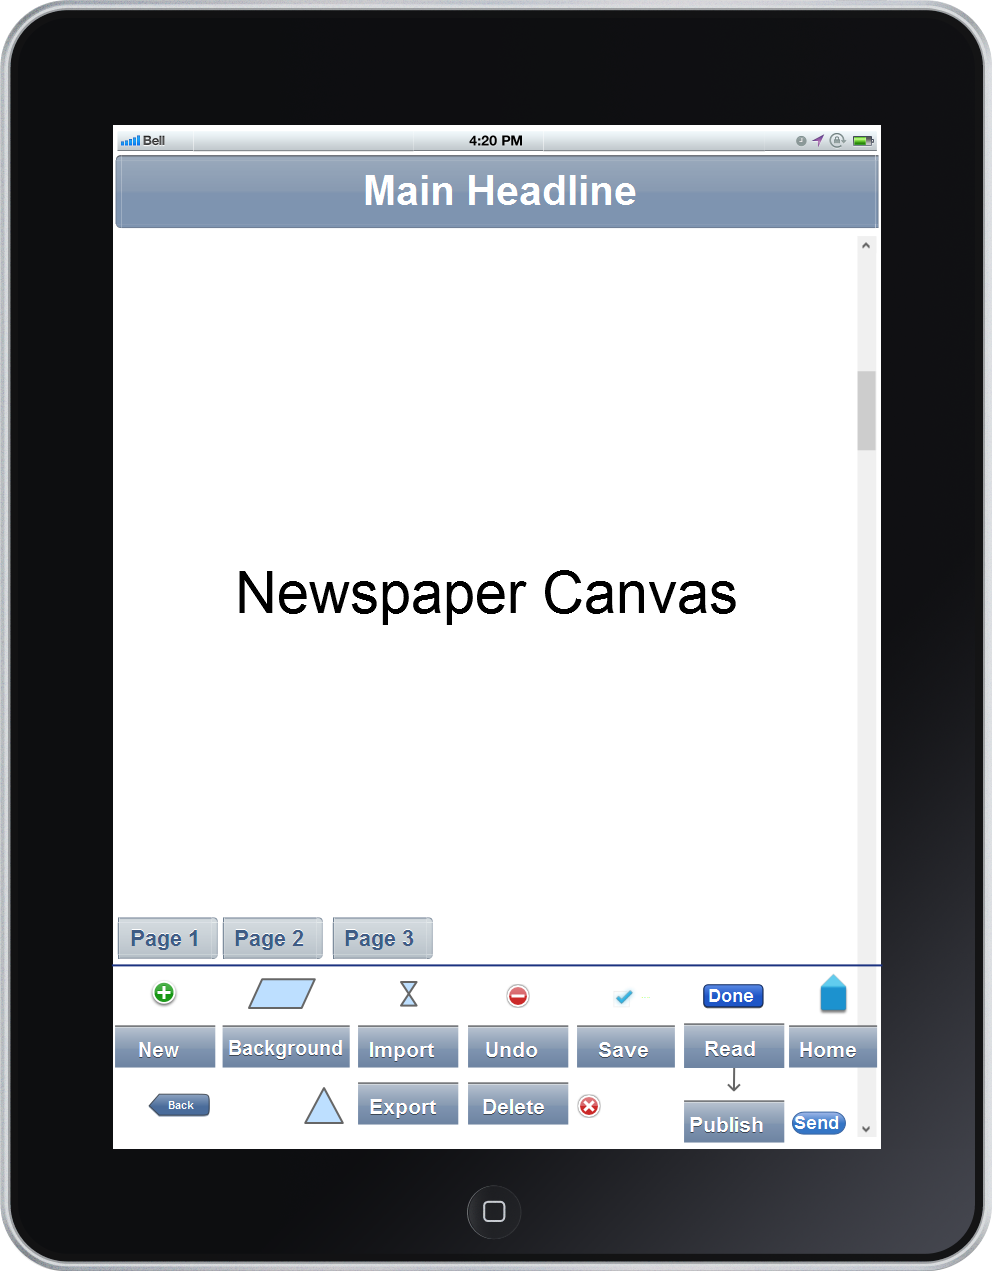 Bell 4:20 PM
Main Headline
Newspaper Canvas
Page 1 Page 2 Page 3
Done
New Background Import Undo Save Read Home
Back Export Delete
Publish Send